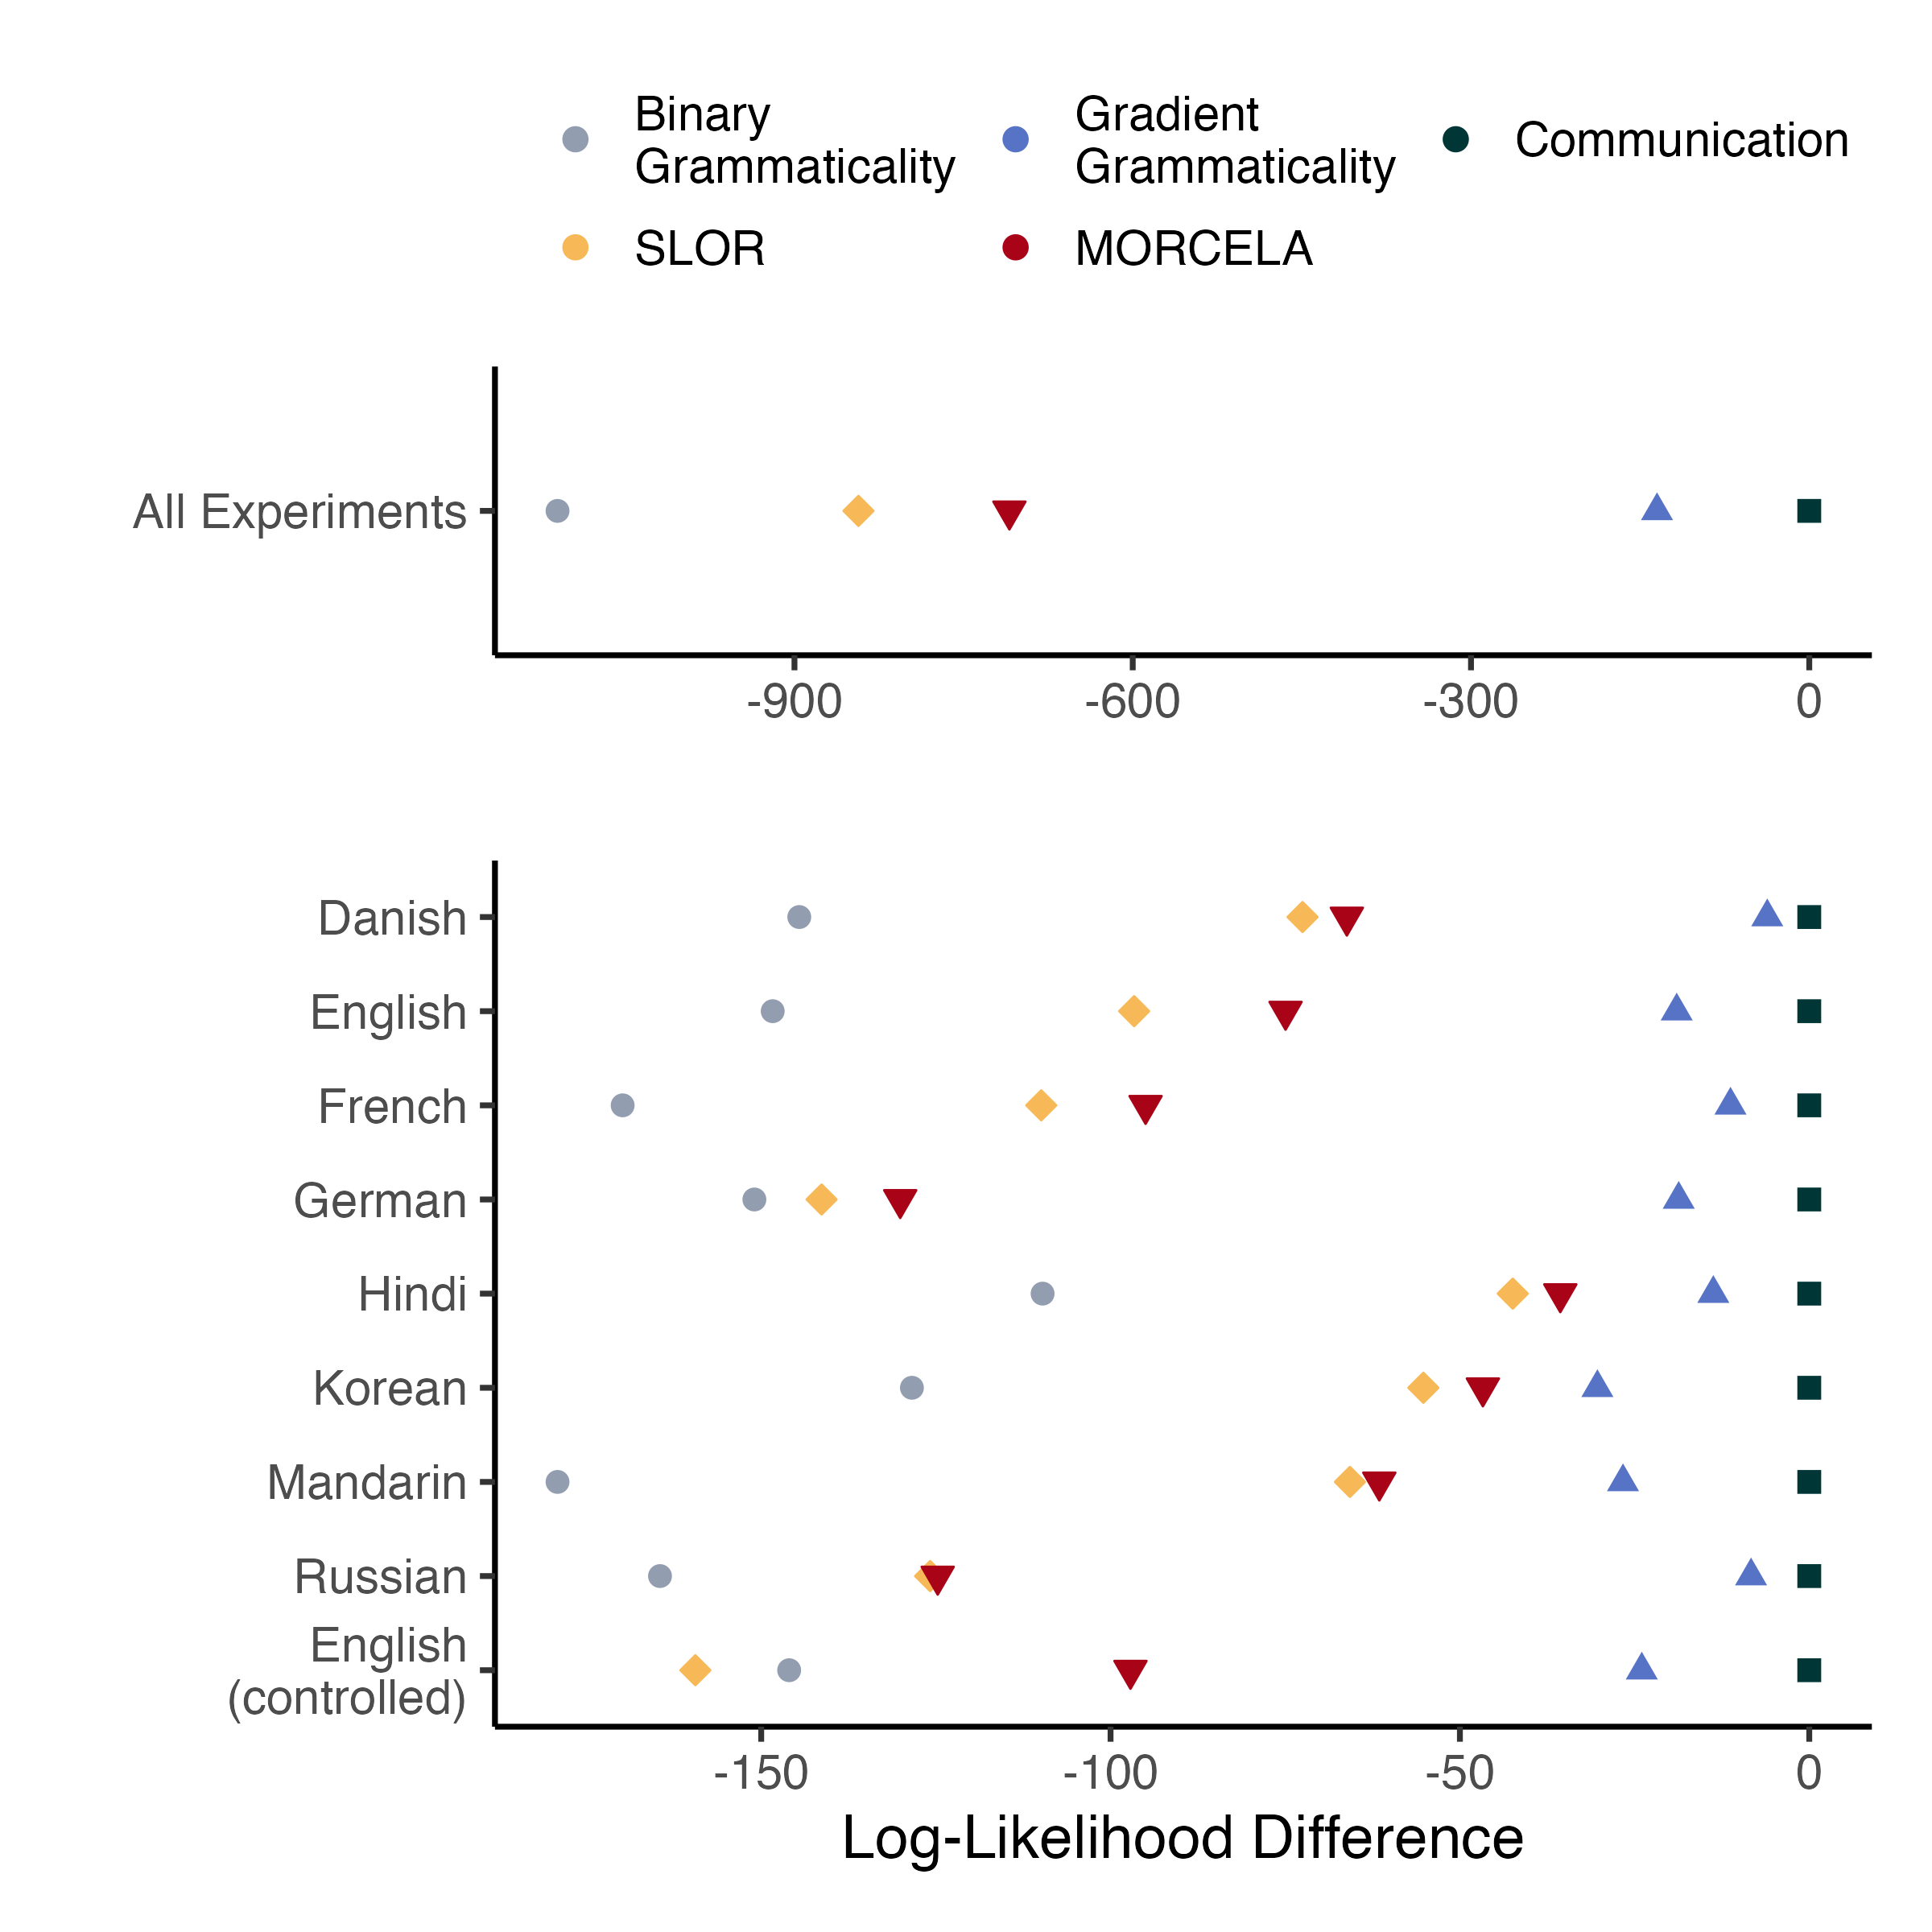 Binary
Grammaticality
Gradient
Grammaticality
Communication
SLOR
MORCELA
All Experiments
-900
-600
-300
0
Danish
English
French
German
Hindi
Korean
Mandarin
Russian
English
(controlled)
-150
-100
-50
0
Log-Likelihood Difference